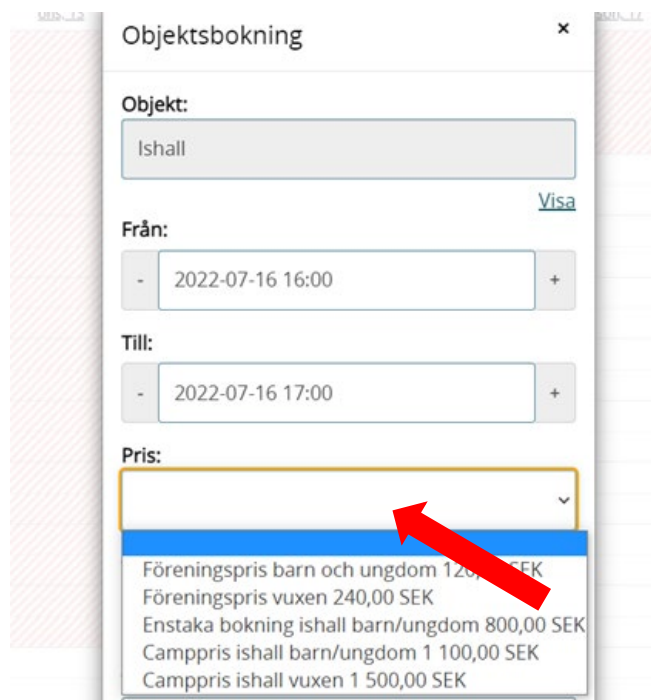 Objektsbokning ×
Objekt:
Ishall
Visa
Från:
- 2022-07-16 16:00 +
Till:
- 2022-07-16 17:00 +
Pris:
Föreningspris barn och ungdom SEK
Föreningspris vuxen 240,00 SEK
Enstaka bokning ishall barn/ungdom 800,00 SEK
Camppris ishall barn/ungdom 1 100,00 SEK
Camppris ishall vuxen 1 500,00 SEK